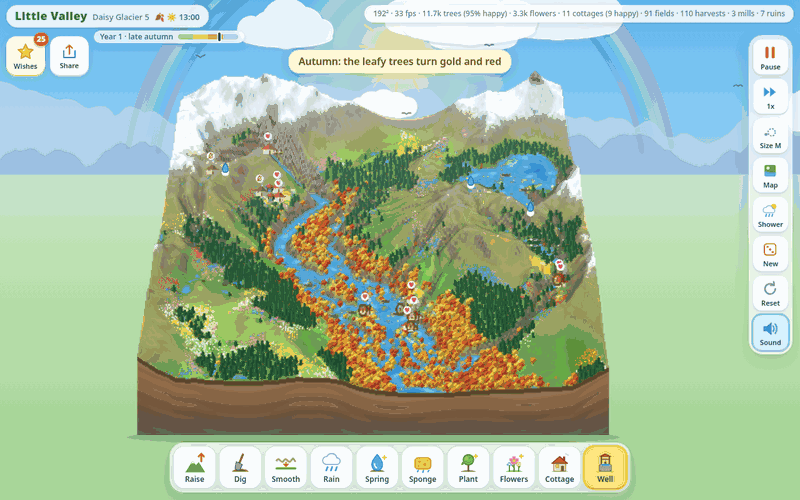 Little Valley Daisy Glacier 5 13:00
192² · 33 fps · 11.7k trees (95% happy) · 3.3k flowers · 11 cottages (9 happy) · 91 fields · 110 harvests · 3 mills · 7 ruins
Year 1 · late autumn
25
Wishes
Share
Autumn: the leafy trees turn gold and red
Pause
1x
Size M
Map
Shower
New
Reset
Sound
Raise
Dig
Smooth
Rain
Spring
Sponge
Plant
Flowers
Cottage
Well